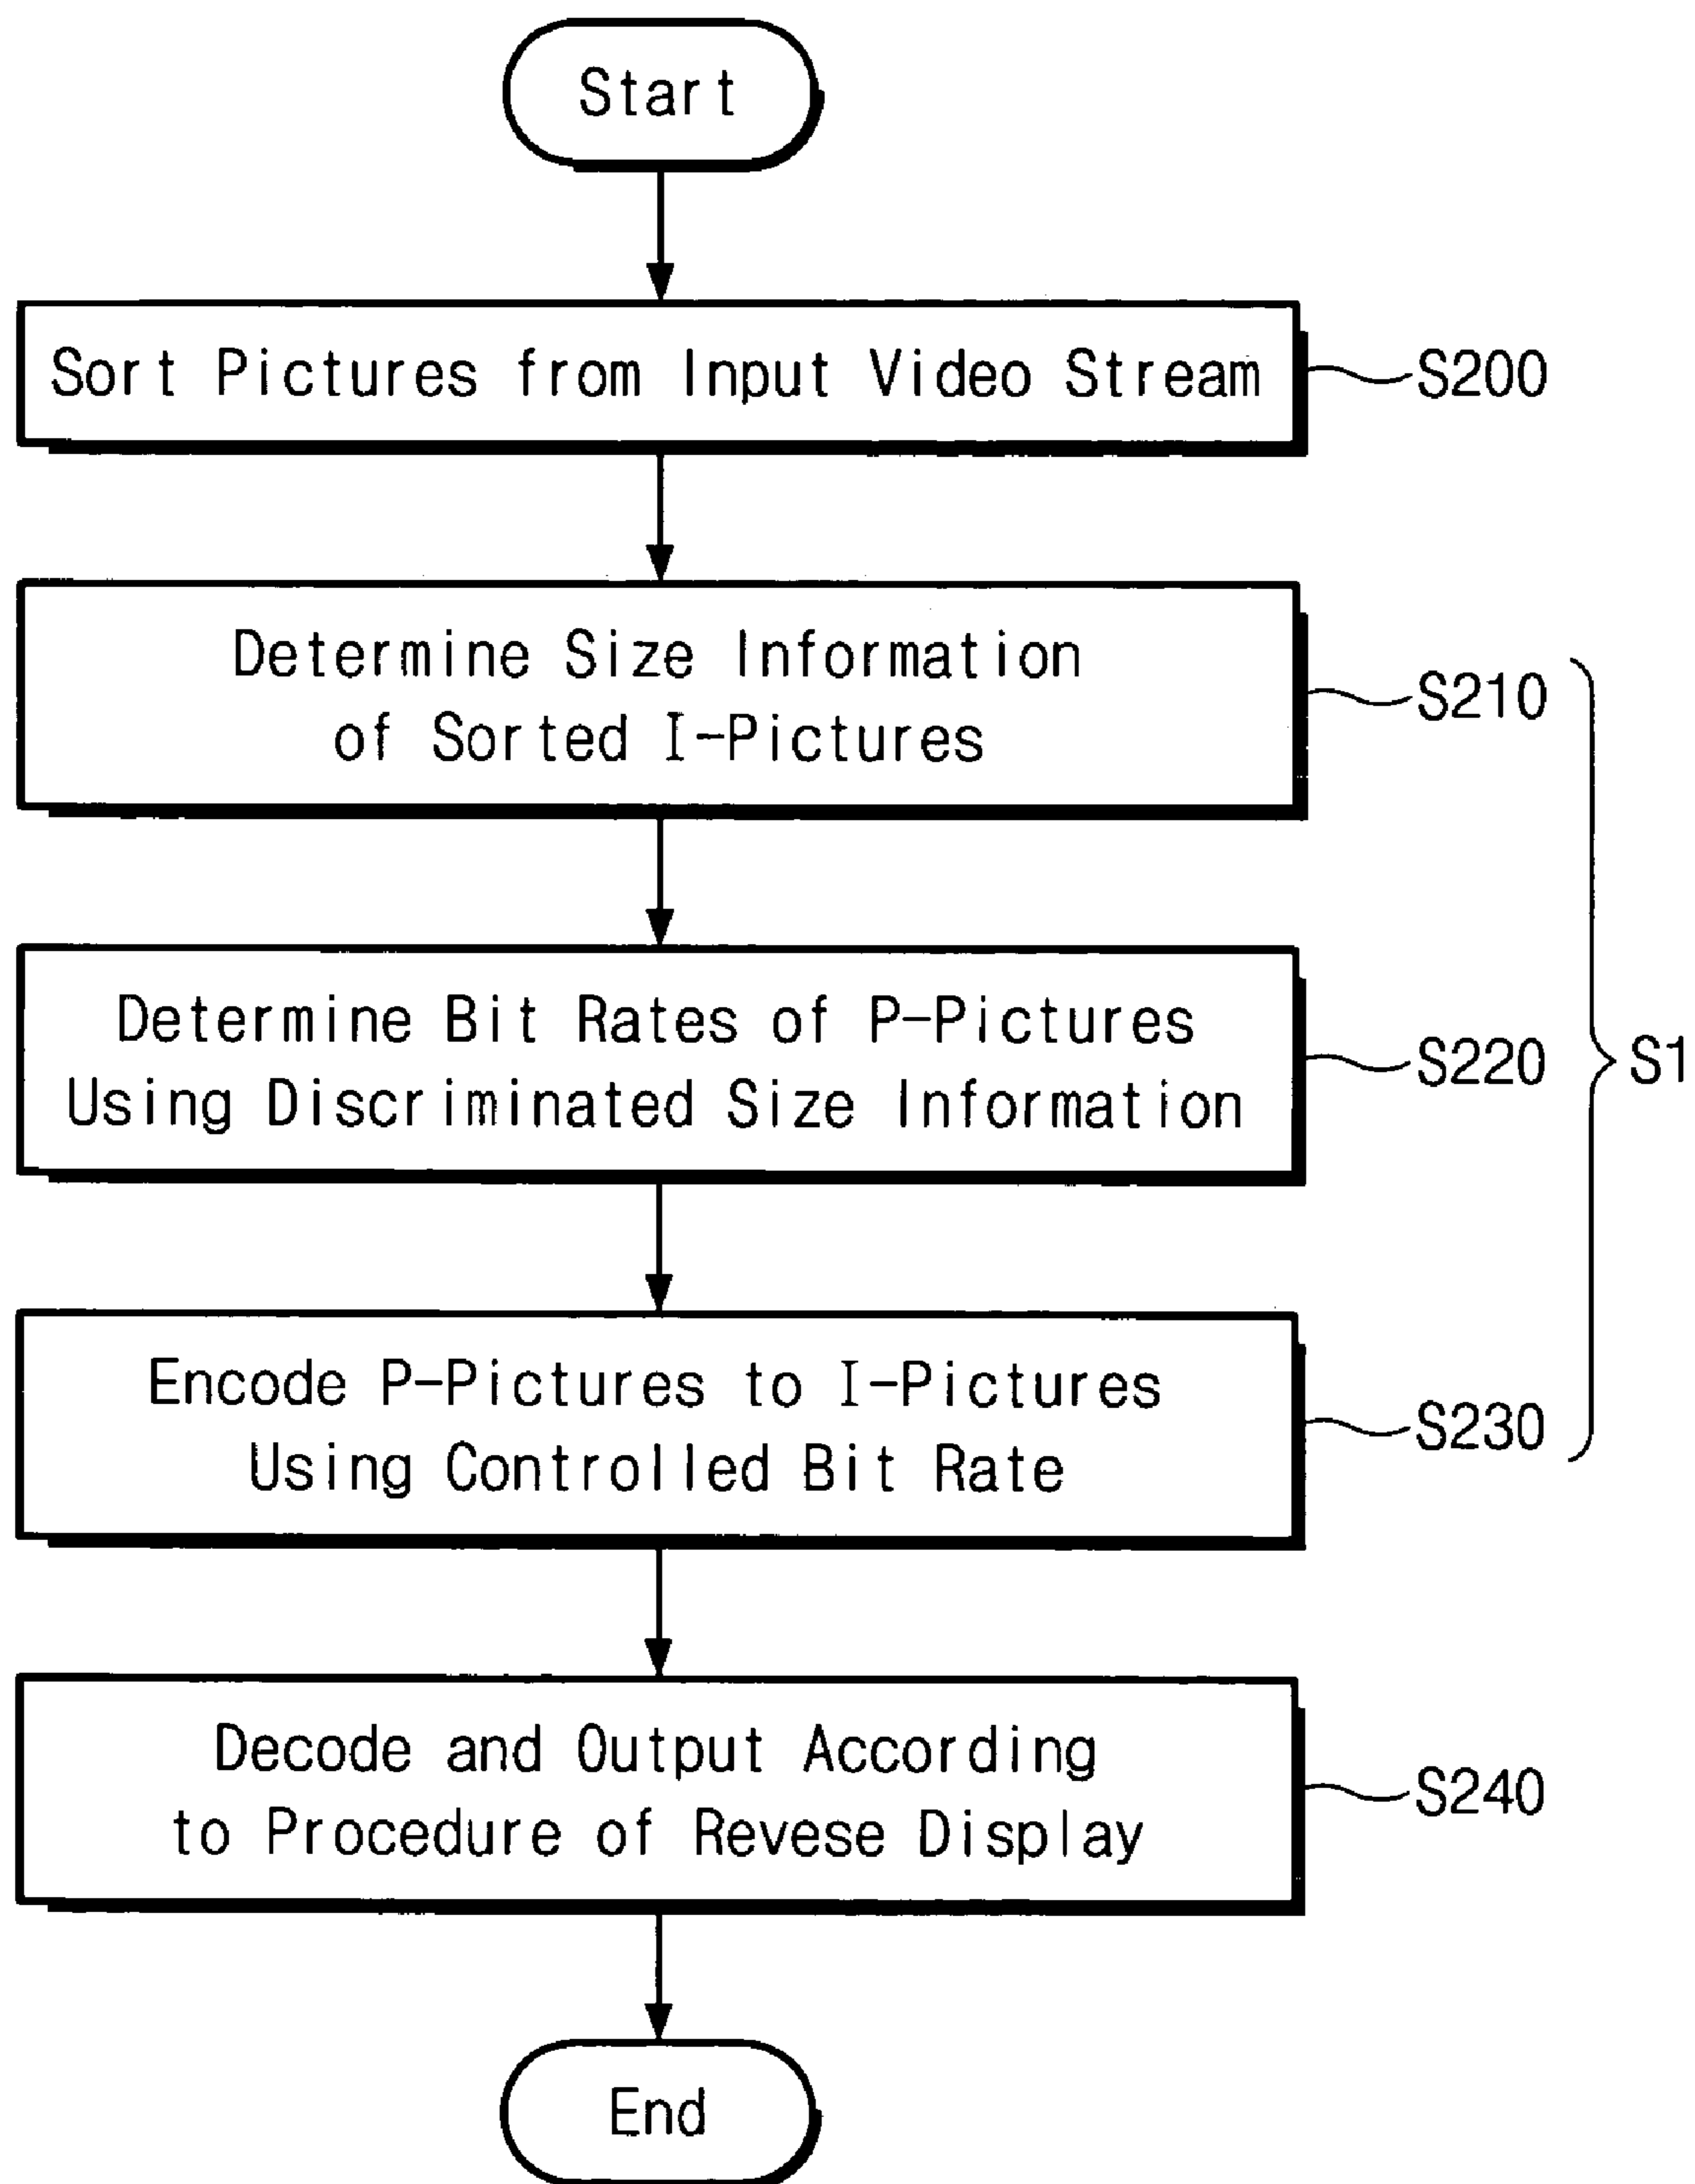 Start
Sort Pictures from Input Video Stream
S200
Determine Size Information
of Sorted I-Pictures
S210
Determine Bit Rates of P-Pictures
Using Discriminated Size Information
S220
S1
Encode P-Pictures to I-Pictures
Using Controlled Bit Rate
S230
Decode and Output According
to Procedure of Revese Display
S240
End